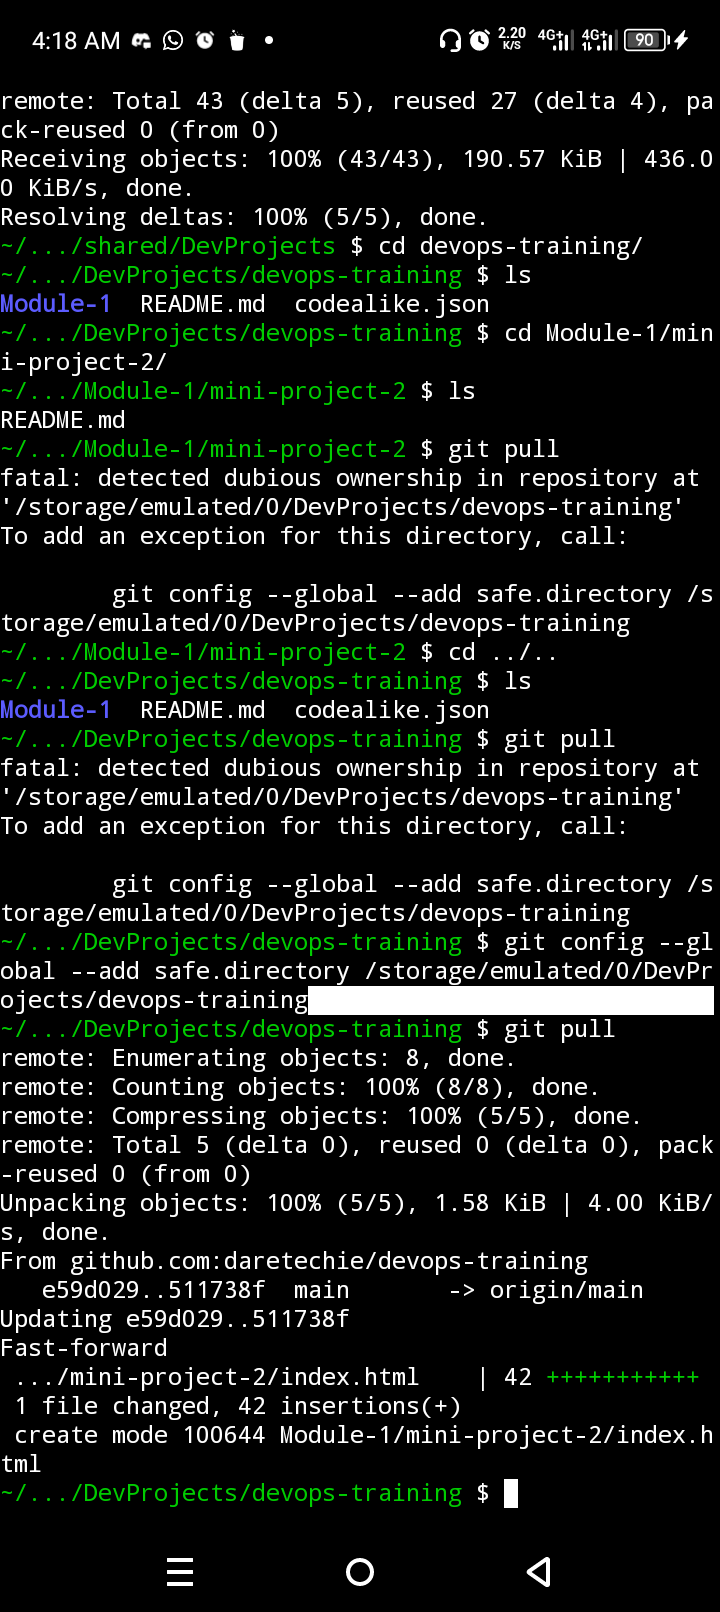 4:18 AM 2.20 K/S 4G+ 4G+ 90
remote: Total 43 (delta 5), reused 27 (delta 4), pa
ck-reused 0 (from 0)
Receiving objects: 100% (43/43), 190.57 KiB | 436.0
0 KiB/s, done.
Resolving deltas: 100% (5/5), done.
~/.../shared/DevProjects $ cd devops-training/
~/.../DevProjects/devops-training $ ls
Module-1  README.md  codealike.json
~/.../DevProjects/devops-training $ cd Module-1/min
i-project-2/
~/.../Module-1/mini-project-2 $ ls
README.md
~/.../Module-1/mini-project-2 $ git pull
fatal: detected dubious ownership in repository at
'/storage/emulated/0/DevProjects/devops-training'
To add an exception for this directory, call:
        git config --global --add safe.directory /s
torage/emulated/0/DevProjects/devops-training
~/.../Module-1/mini-project-2 $ cd ../..
~/.../DevProjects/devops-training $ ls
Module-1  README.md  codealike.json
~/.../DevProjects/devops-training $ git pull
fatal: detected dubious ownership in repository at
'/storage/emulated/0/DevProjects/devops-training'
To add an exception for this directory, call:
        git config --global --add safe.directory /s
torage/emulated/0/DevProjects/devops-training
~/.../DevProjects/devops-training $ git config --gl
obal --add safe.directory /storage/emulated/0/DevPr
ojects/devops-training
~/.../DevProjects/devops-training $ git pull
remote: Enumerating objects: 8, done.
remote: Counting objects: 100% (8/8), done.
remote: Compressing objects: 100% (5/5), done.
remote: Total 5 (delta 0), reused 0 (delta 0), pack
-reused 0 (from 0)
Unpacking objects: 100% (5/5), 1.58 KiB | 4.00 KiB/
s, done.
From github.com:daretechie/devops-training
   e59d029..511738f  main       -> origin/main
Updating e59d029..511738f
Fast-forward
 .../mini-project-2/index.html    | 42 +++++++++++
 1 file changed, 42 insertions(+)
 create mode 100644 Module-1/mini-project-2/index.h
tml
~/.../DevProjects/devops-training $